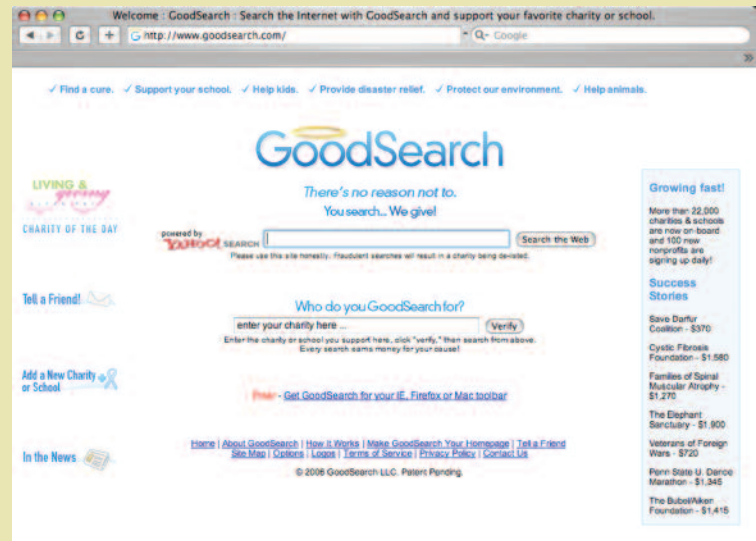 Welcome : GoodSearch : Search the Internet with GoodSearch and support your favorite charity or school.
http://www.goodsearch.com/
Q- Google
✓ Find a cure. ✓ Support your school. ✓ Help kids. ✓ Provide disaster relief. ✓ Protect our environment. ✓ Help animals.
GoodSearch
There's no reason not to.
You search... We give!
powered by
YAHOO! SEARCH
Search the Web
Please use this site honestly. Fraudulent searches will result in a charity being delisted.
Who do you GoodSearch for?
enter your charity here ...
Verify
Enter the charity or school you support here, click "verify," then search from above.
Every search earns money for your cause!
- Get GoodSearch for your IE, Firefox or Mac toolbar
Home | About GoodSearch | How it Works | Make GoodSearch Your Homepage | Tell a Friend
Site Map | Options | Logos | Terms of Service | Privacy Policy | Contact Us
© 2006 GoodSearch LLC. Patent Pending.
LIVING &
giving
CHARITY OF THE DAY
Tell a Friend!
Add a New Charity
or School
In the News
Growing fast!
More than 22,000
charities & schools
are now on-board
and 100 new
nonprofits are
signing up daily!
Success
Stories
Save Darfur
Coalition - $370
Cystic Fibrosis
Foundation - $1,580
Families of Spinal
Muscular Atrophy -
$1,270
The Elephant
Sanctuary - $1,900
Veterans of Foreign
Wars - $720
Penn State U. Dance
Marathon - $1,345
The Bubel/Aiken
Foundation - $1,415